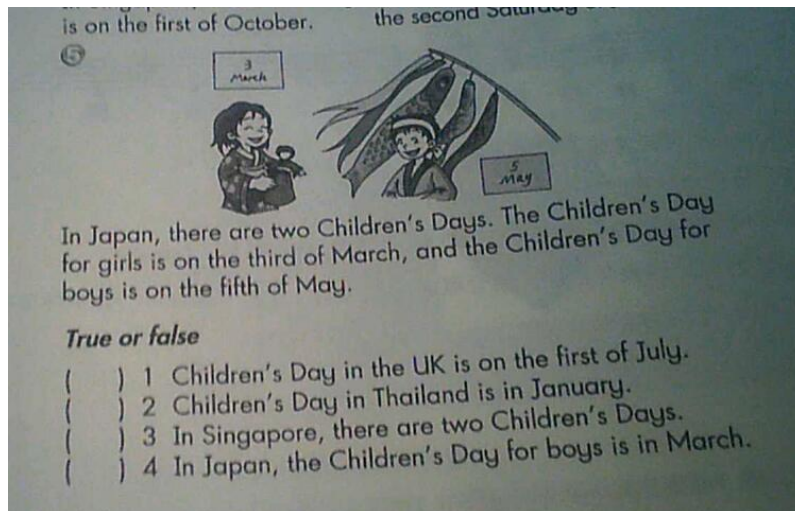 is on the first of October.
the second
5
3
March
5
May
In Japan, there are two Children's Days. The Children's Day
for girls is on the third of March, and the Children's Day for
boys is on the fifth of May.
True or false
( ) 1 Children's Day in the UK is on the first of July.
( ) 2 Children's Day in Thailand is in January.
( ) 3 In Singapore, there are two Children's Days.
( ) 4 In Japan, the Children's Day for boys is in March.